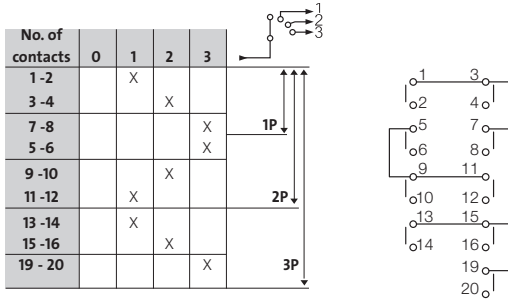 1
2
3
No. of
contacts 0 1 2 3
1 -2 X
3 -4 X
7 -8 X
5 -6 X
9 -10 X
11 -12 X
13 -14 X
15 -16 X
19 - 20 X
1P
2P
3P
1 3
2 4
5 7
6 8
9 11
10 12
13 15
14 16
19
20